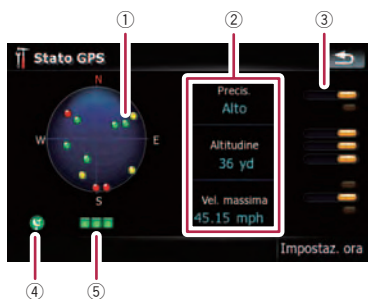 ① ② ③
Stato GPS
N
W E
S
Precis.
Alto
Altitudine
36 yd
Vel. massima
45.15 mph
Impostaz. ora
④ ⑤